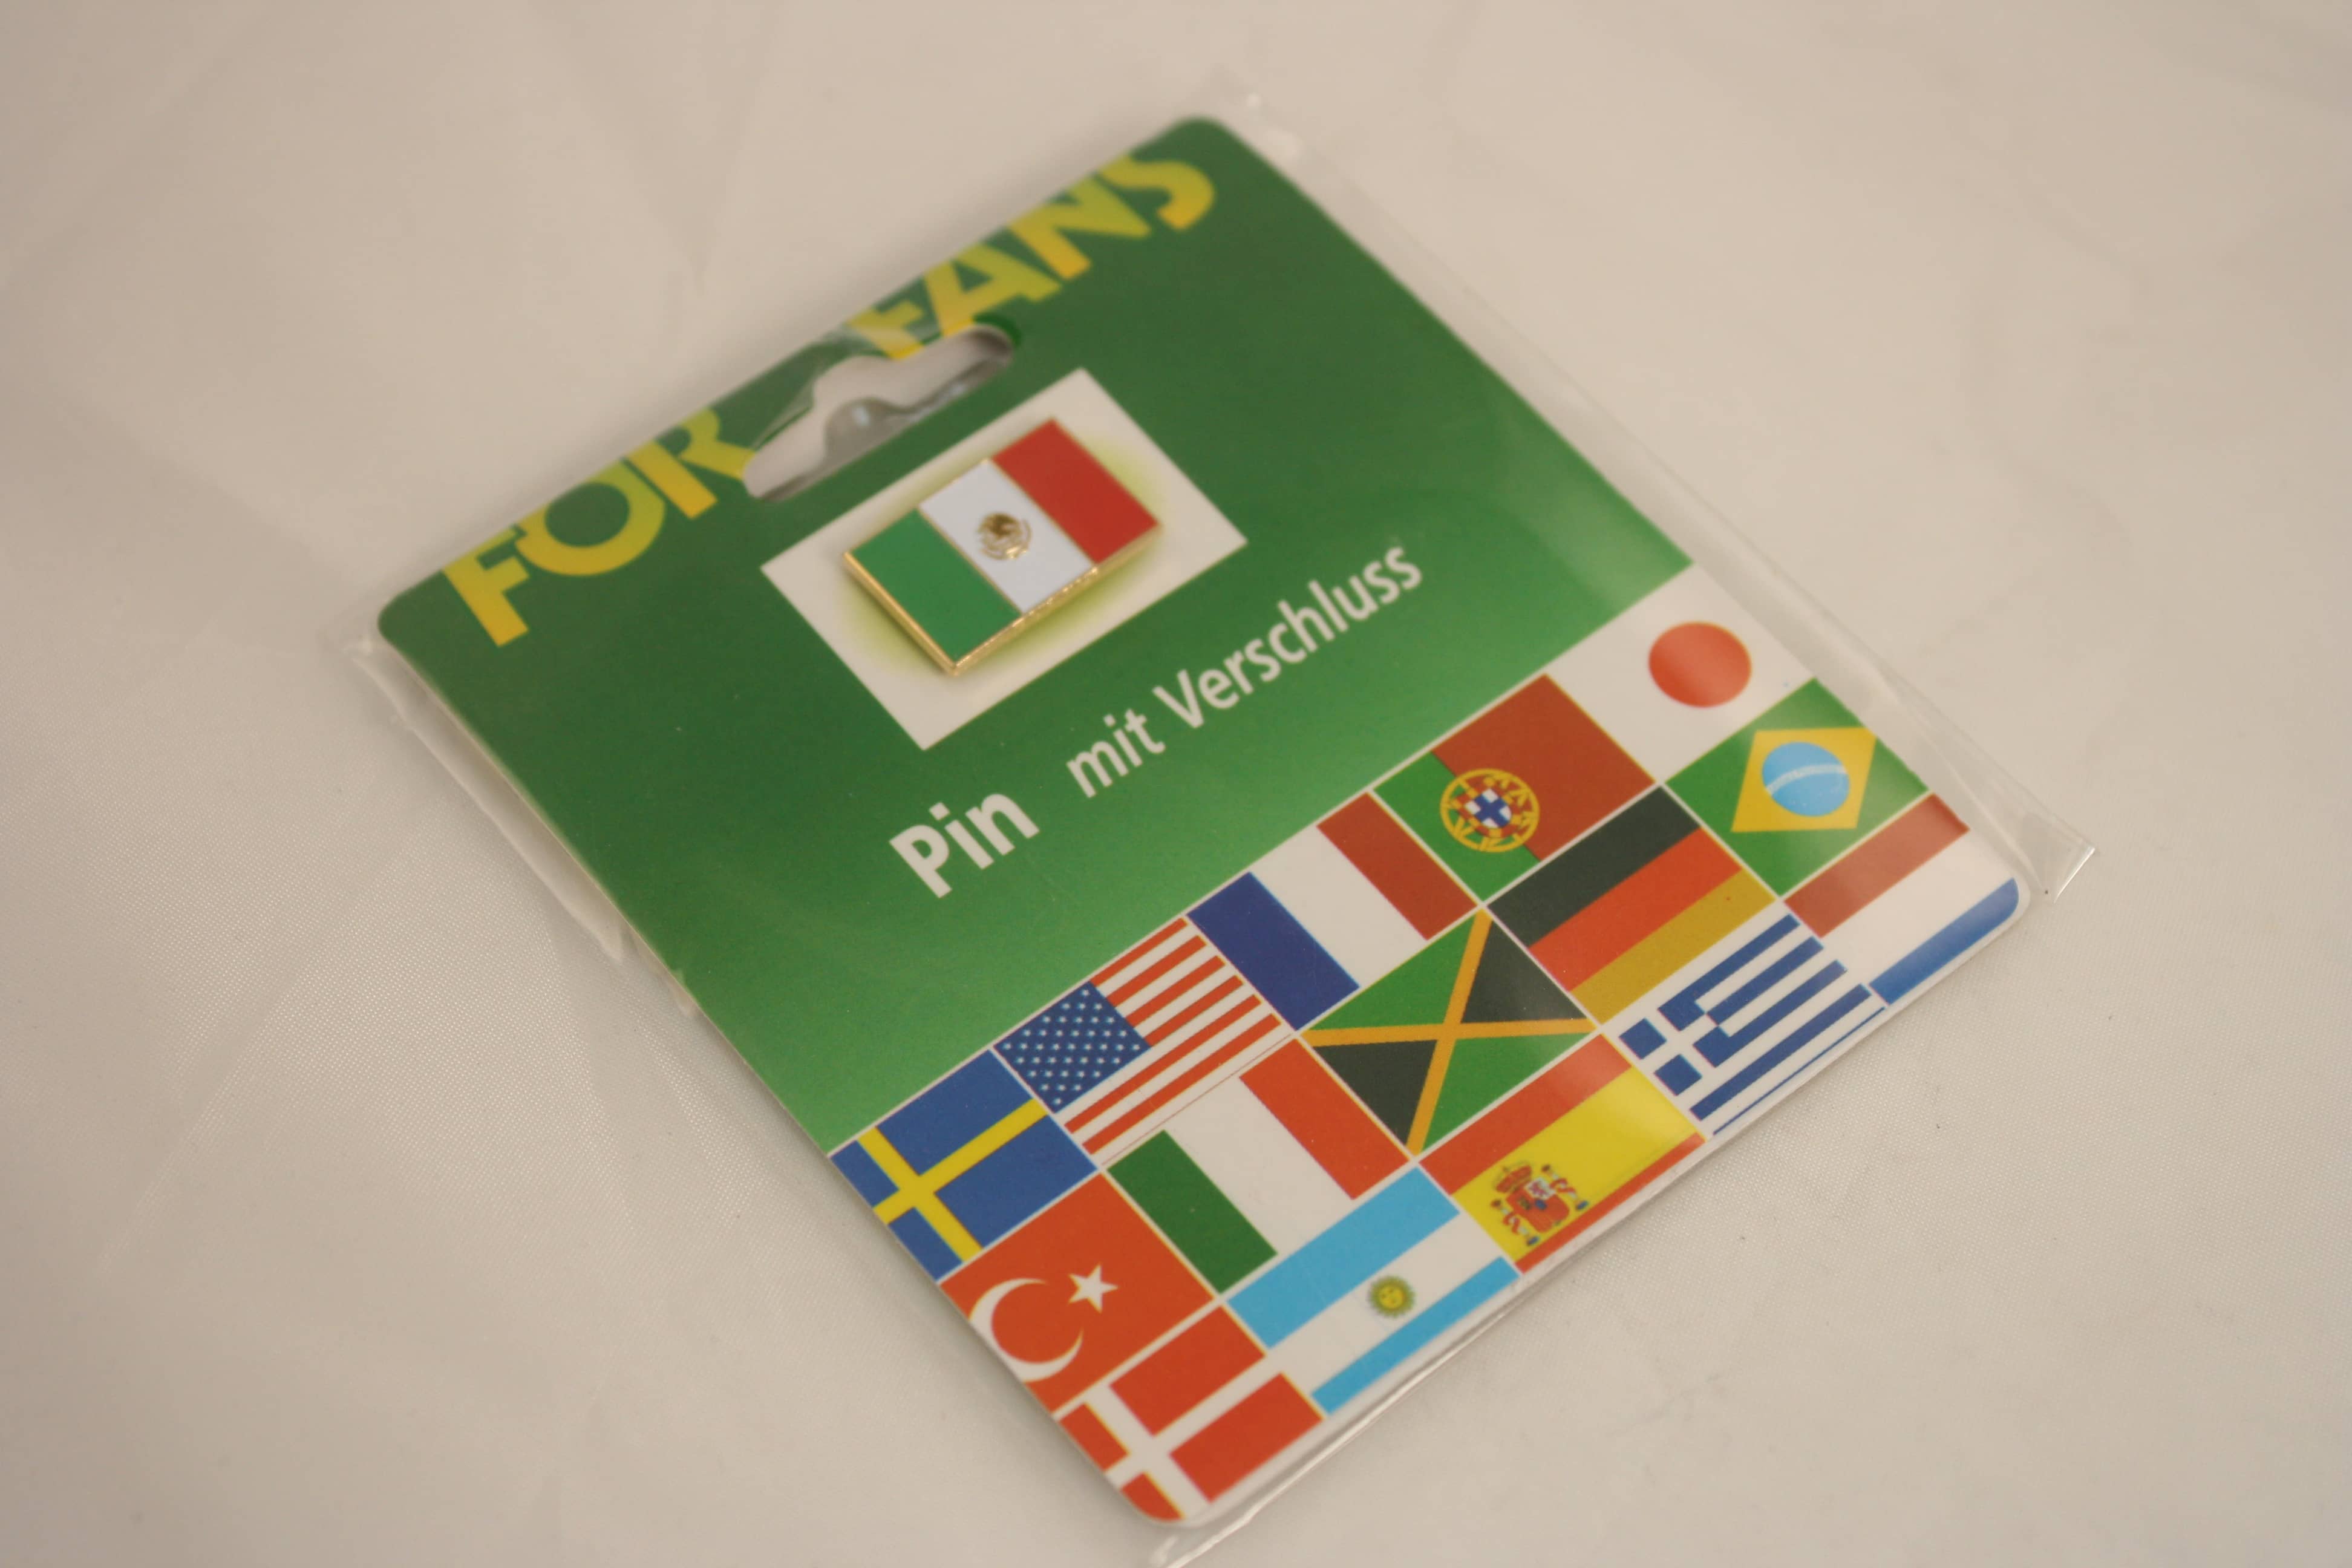 FOR FANS
Pin mit Verschluss